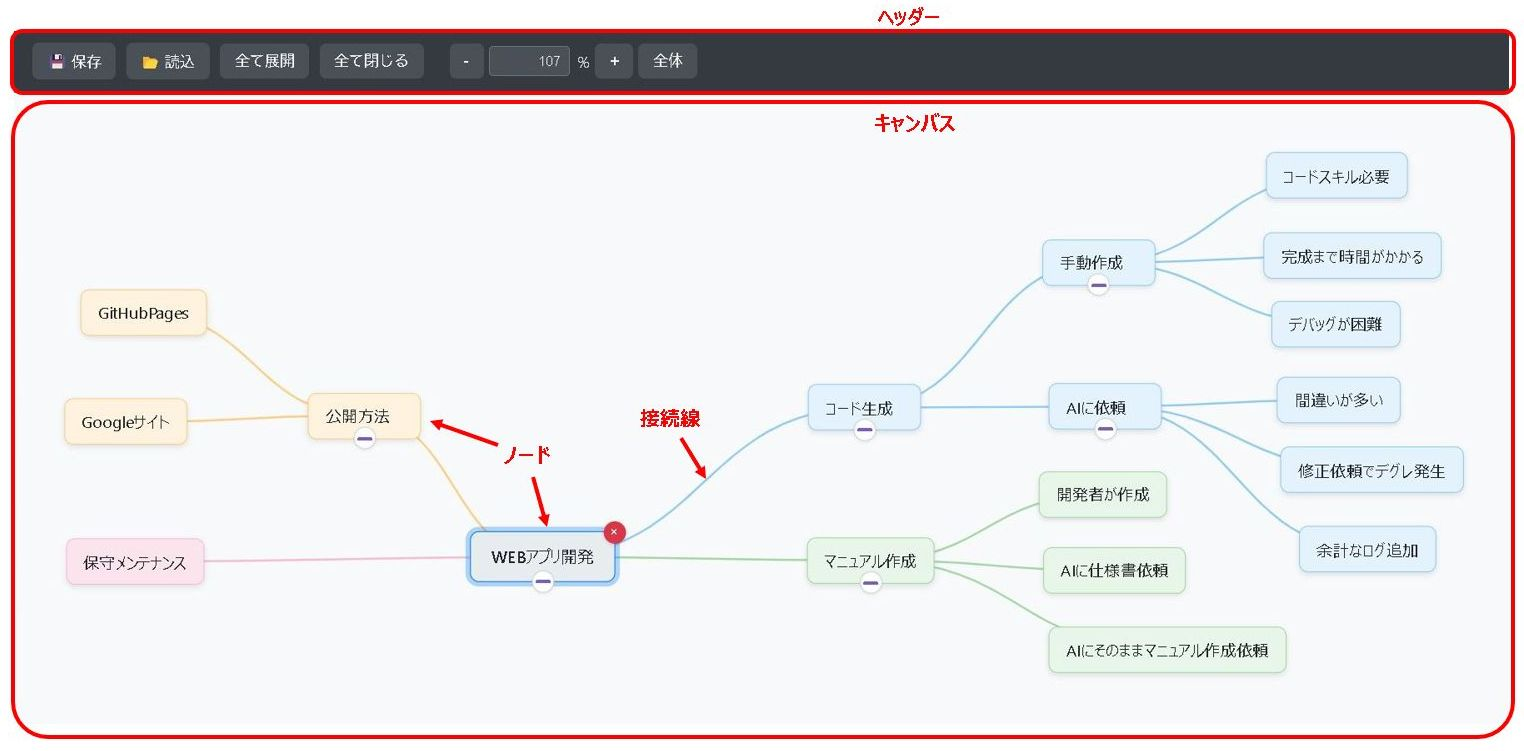 ヘッダー
保存 読込 全て展開 全て閉じる - 107 % + 全体
キャンバス
コードスキル必要
手動作成
完成まで時間がかかる
GitHubPages
デバッグが困難
公開方法
Googleサイト
接続線
コード生成
AIに依頼
間違いが多い
ノード
修正依頼でデグレ発生
開発者が作成
余計なログ追加
保守メンテナンス
WEBアプリ開発
×
マニュアル作成
AIに仕様書依頼
AIにそのままマニュアル作成依頼